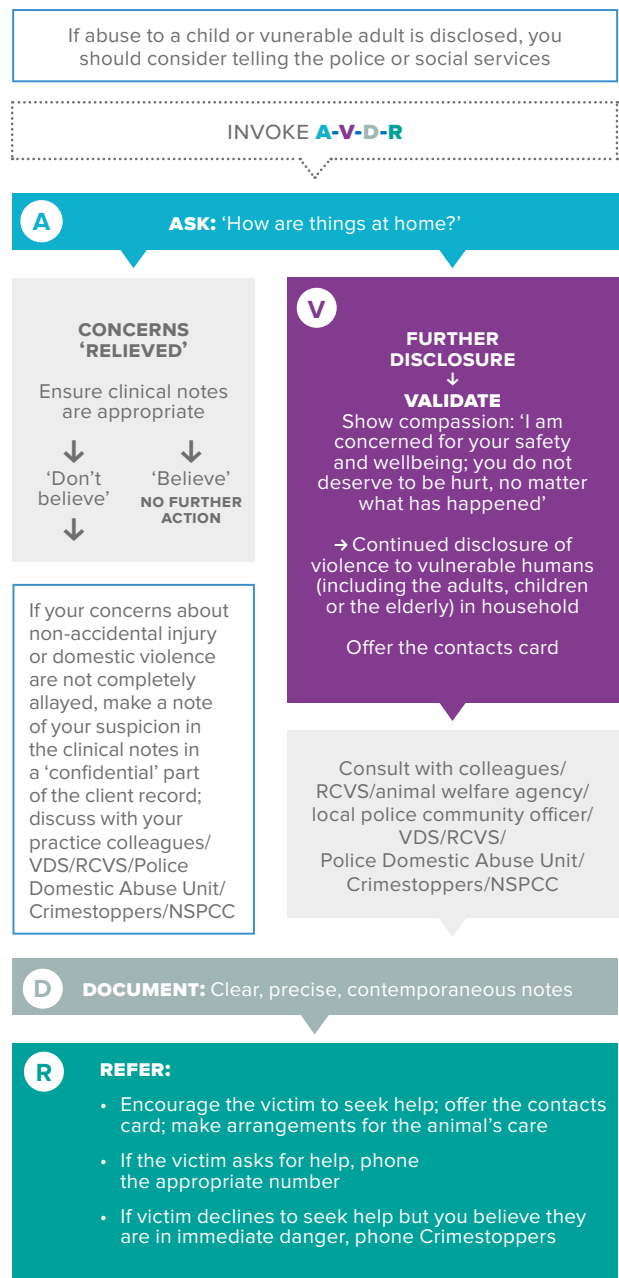 If abuse to a child or vunerable adult is disclosed, you
should consider telling the police or social services
INVOKE A-V-D-R
A
ASK: ‘How are things at home?’
CONCERNS
‘RELIEVED’
Ensure clinical notes
are appropriate
↓ ↓
‘Don’t
believe’
↓
‘Believe’
NO FURTHER
ACTION
If your concerns about
non-accidental injury
or domestic violence
are not completely
allayed, make a note
of your suspicion in
the clinical notes in
a ‘confidential’ part
of the client record;
discuss with your
practice colleagues/
VDS/RCVS/Police
Domestic Abuse Unit/
Crimestoppers/NSPCC
V
FURTHER
DISCLOSURE
↓
VALIDATE
Show compassion: ‘I am
concerned for your safety
and wellbeing; you do not
deserve to be hurt, no matter
what has happened’
→ Continued disclosure of
violence to vulnerable humans
(including the adults, children
or the elderly) in household
Offer the contacts card
Consult with colleagues/
RCVS/animal welfare agency/
local police community officer/
VDS/RCVS/
Police Domestic Abuse Unit/
Crimestoppers/NSPCC
D
DOCUMENT: Clear, precise, contemporaneous notes
R
REFER:
• Encourage the victim to seek help; offer the contacts
card; make arrangements for the animal’s care
• If the victim asks for help, phone
the appropriate number
• If victim declines to seek help but you believe they
are in immediate danger, phone Crimestoppers